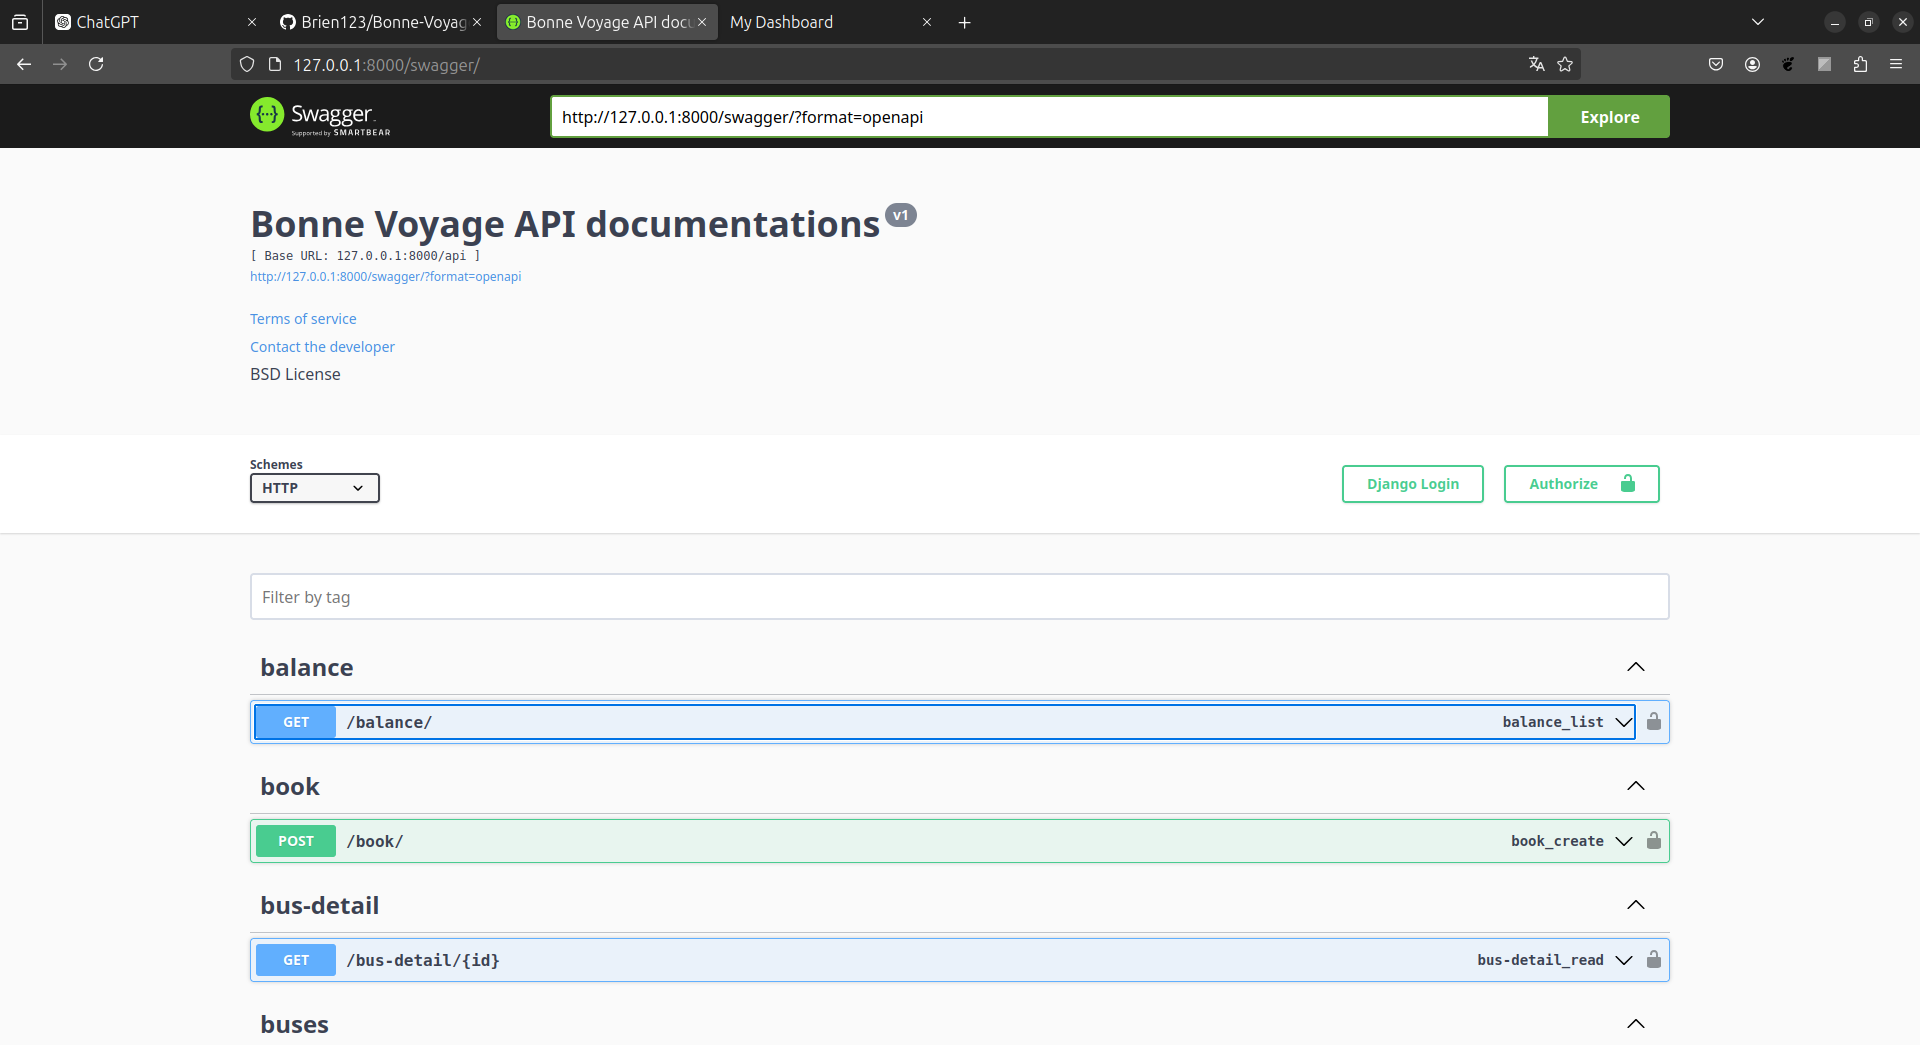 ChatGPT
Brien123/Bonne-Voyag
Bonne Voyage API docu
My Dashboard
127.0.0.1:8000/swagger/
Swagger
Supported by SMARTBEAR
http://127.0.0.1:8000/swagger/?format=openapi
Explore
Bonne Voyage API documentations v1
[ Base URL: 127.0.0.1:8000/api ]
http://127.0.0.1:8000/swagger/?format=openapi
Terms of service
Contact the developer
BSD License
Schemes
HTTP
Django Login
Authorize
Filter by tag
balance
GET /balance/ balance_list
book
POST /book/ book_create
bus-detail
GET /bus-detail/{id} bus-detail_read
buses